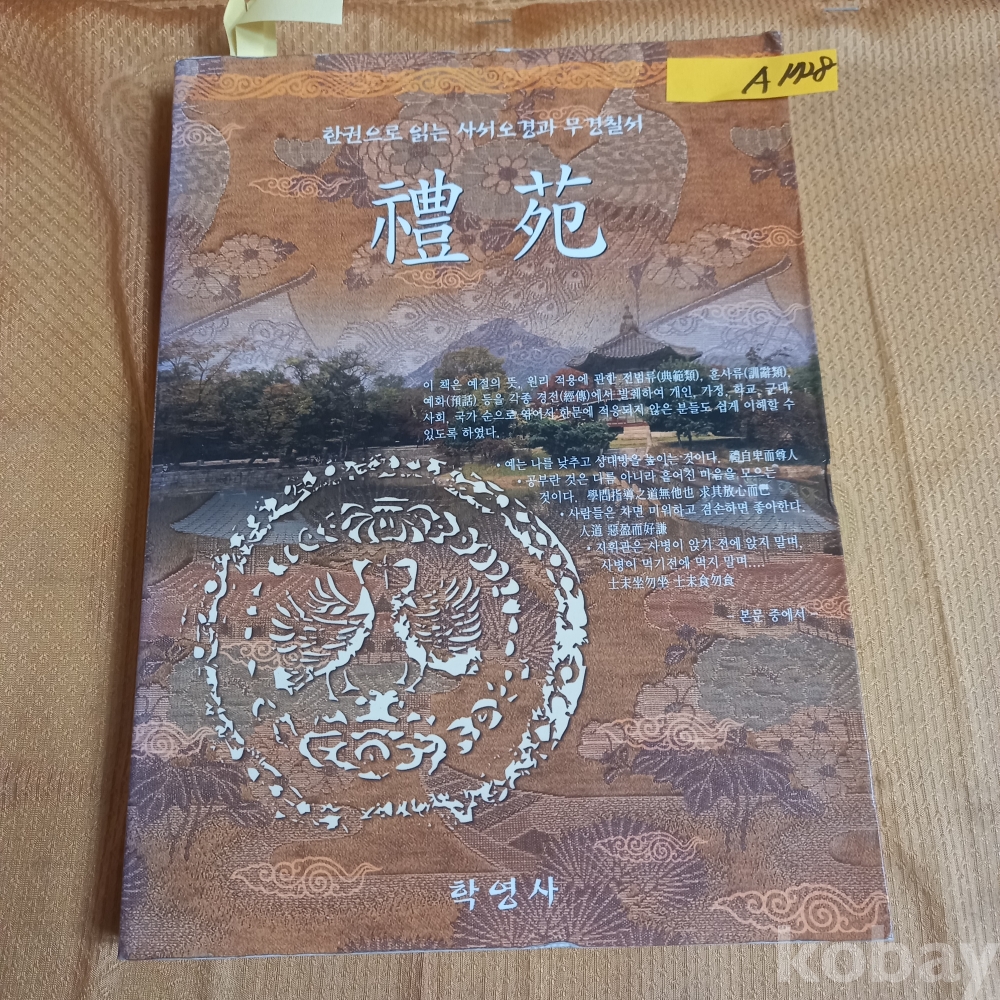 A 1728
한권으로 읽는 사서오경과 무경칠서
禮苑
이 책은 예절의 뜻, 원리 적용에 관한 전범류(典範類), 훈사류(訓辭類),
예화(預話) 등을 각종 경전(經傳)에서 발췌하여 개인, 가정, 학교, 군대,
사회, 국가 순으로 엮어서 한문에 적응되지 않은 분들도 쉽게 이해할 수
있도록 하였다.
• 예는 나를 낮추고 상대방을 높이는 것이다. 禮自卑而尊人
• 공부란 것은 다름 아니라 흩어진 마음을 모으는
것이다. 學問指導之道無他也 求其放心而已
• 사람들은 차면 미워하고 겸손하면 좋아한다.
人道 惡盈而好謙
• 지휘관은 사병이 앉기 전에 앉지 말며,
사병이 먹기전에 먹지 말며....
士未坐勿坐 士未食勿食
본문 중에서
학영사
kobay